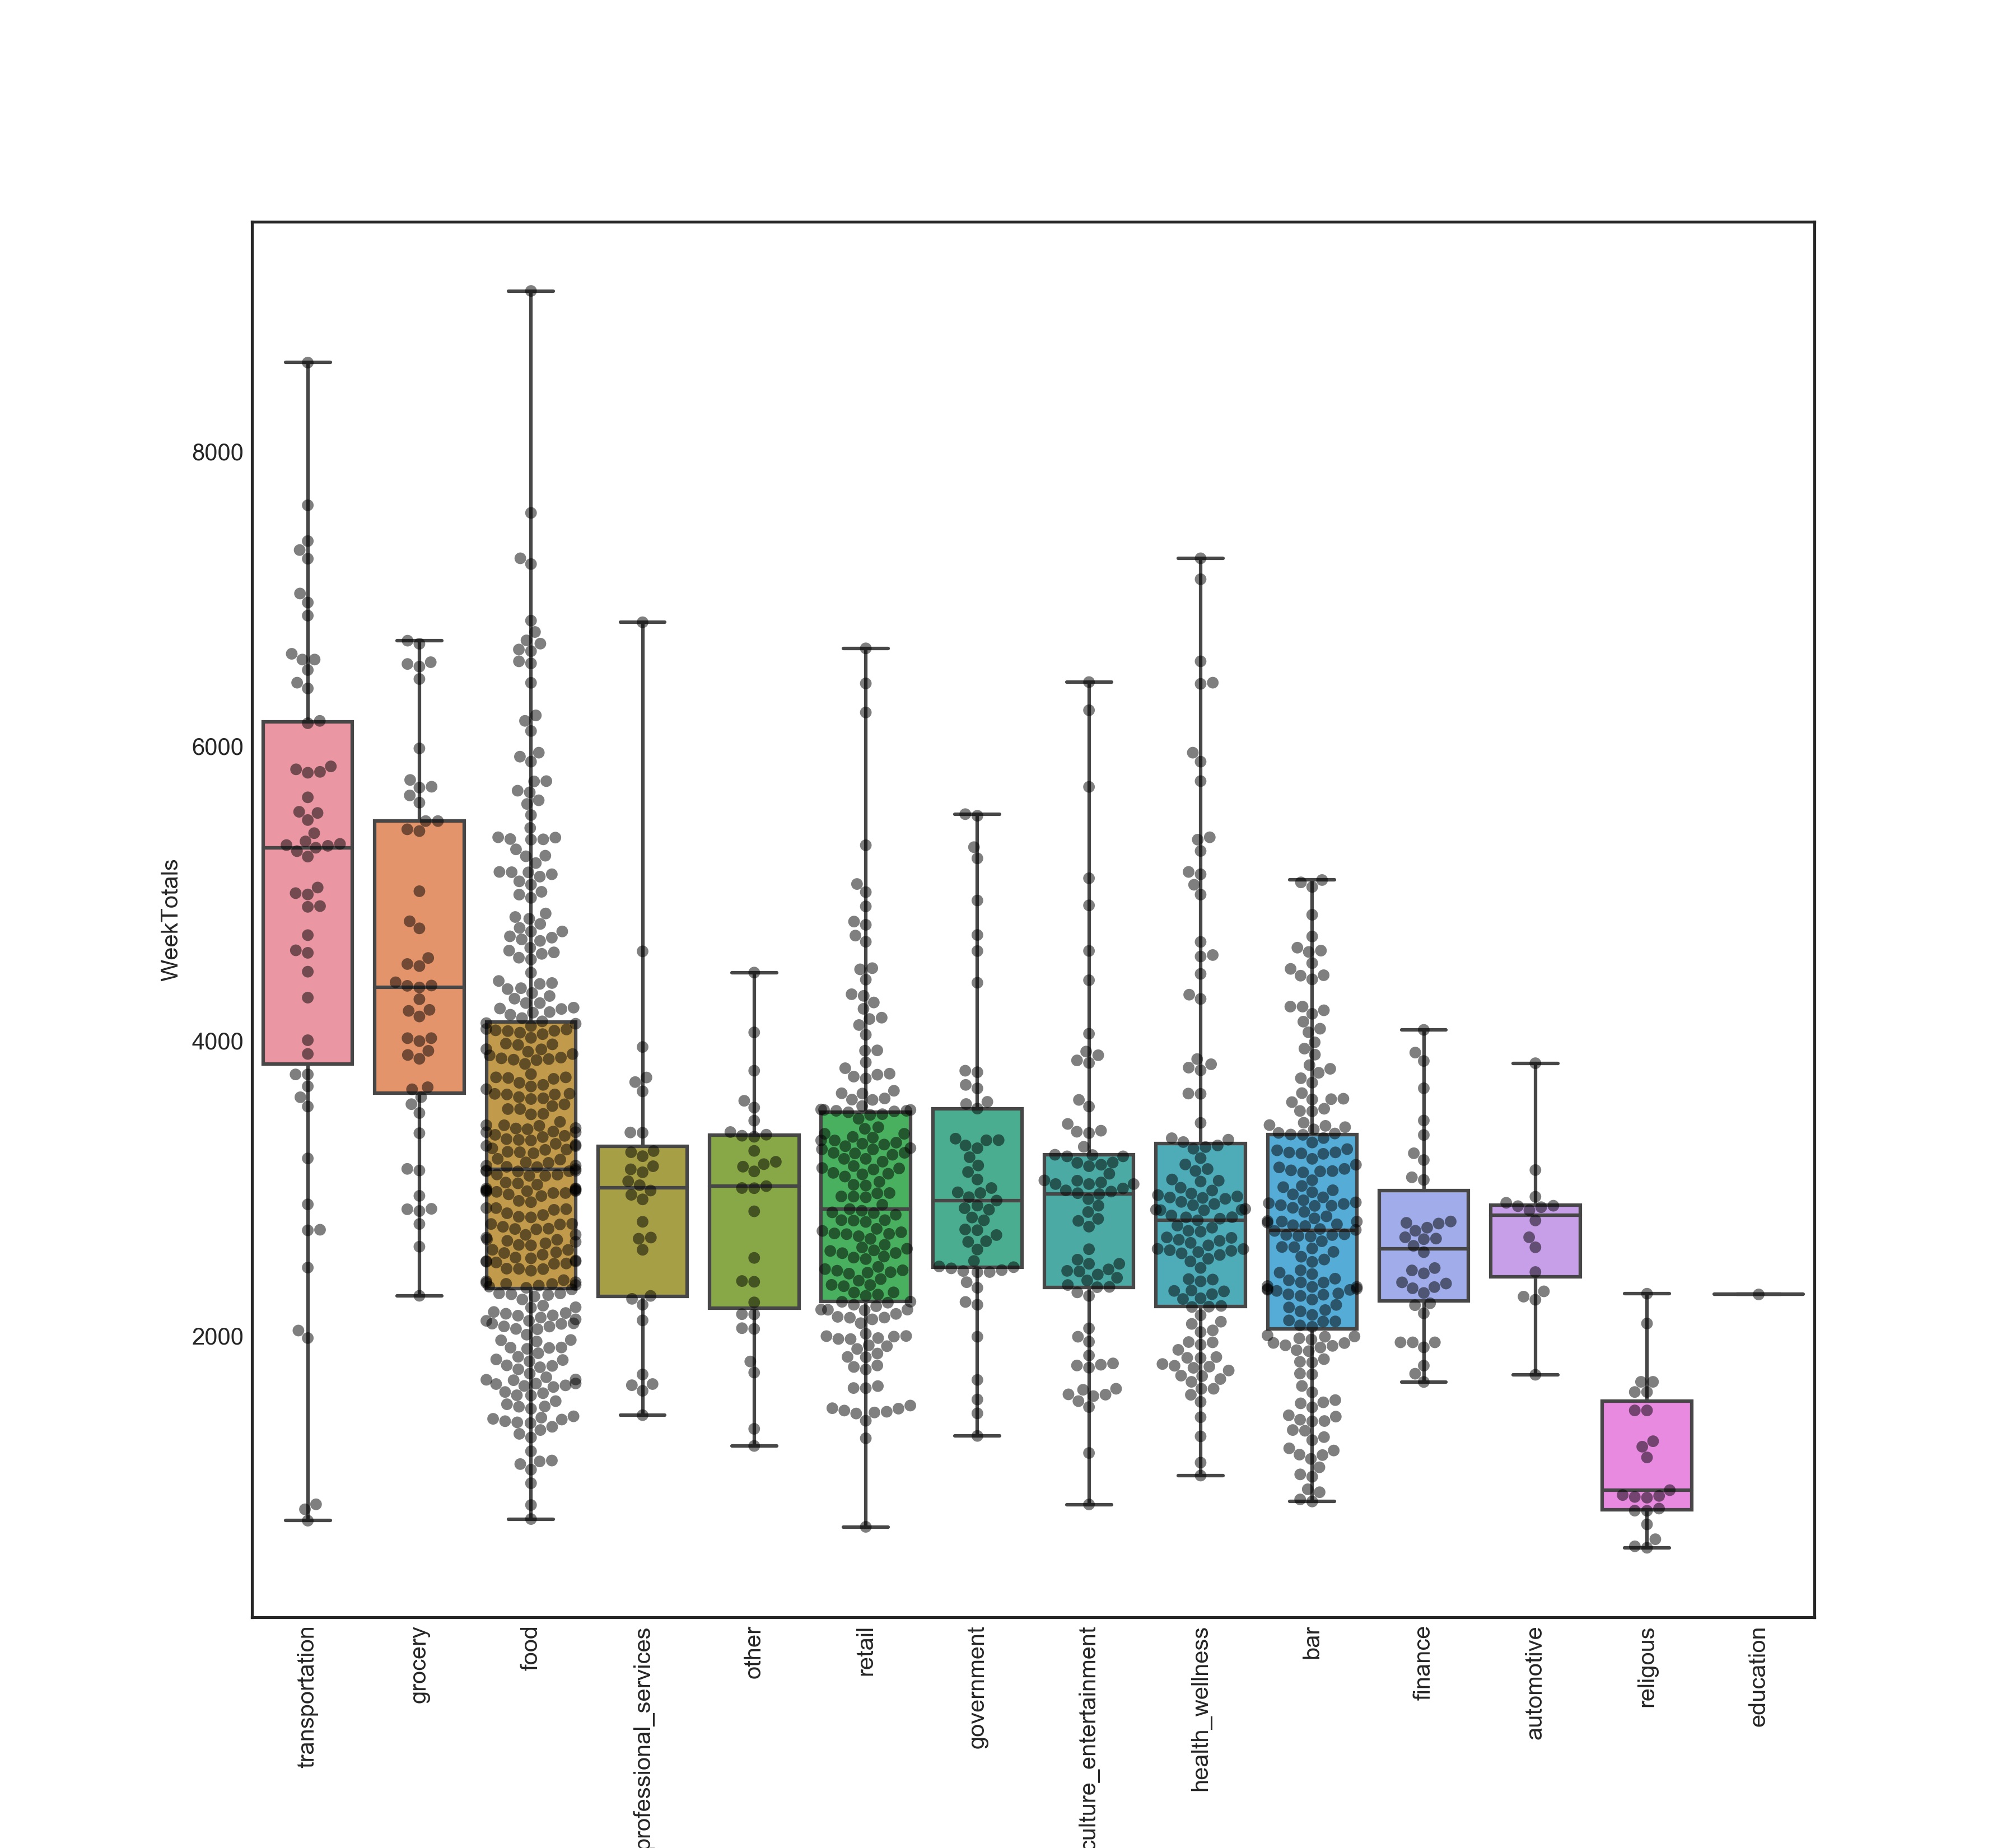 8000
6000
4000
2000
WeekTotals
transportation
grocery
food
professional_services
other
retail
government
culture_entertainment
health_wellness
bar
finance
automotive
religous
education